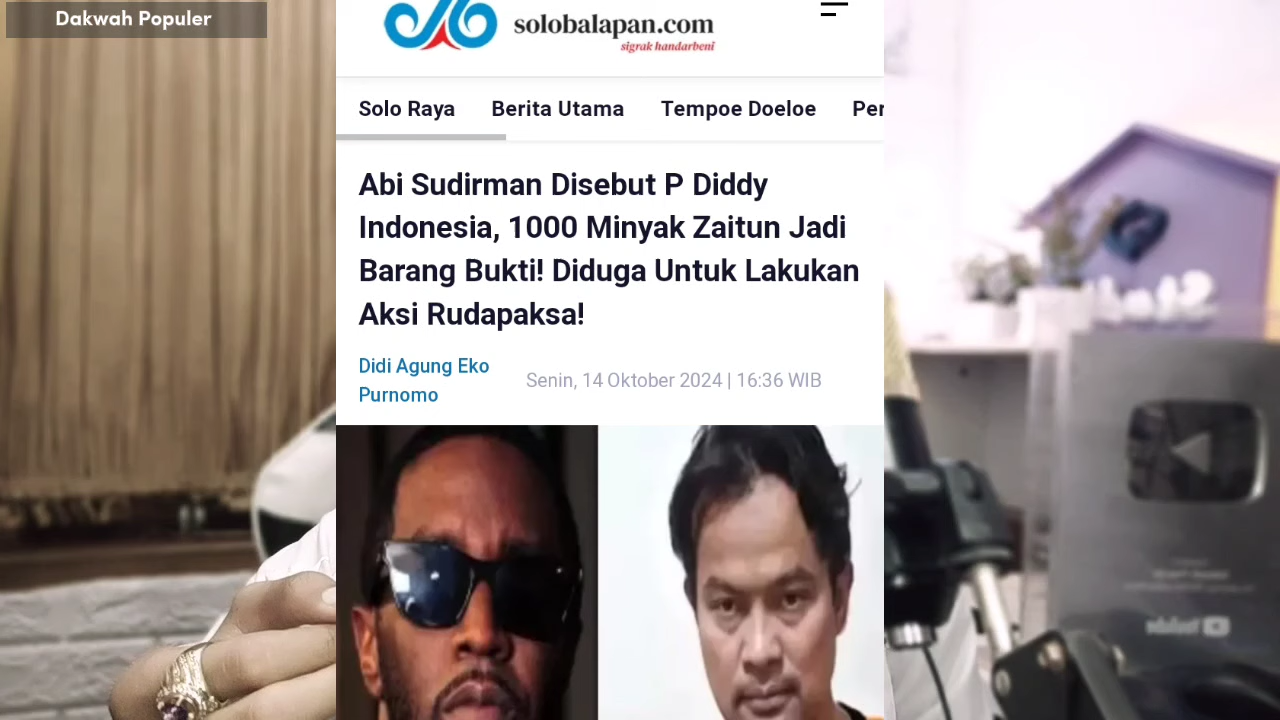 Dakwah Populer
solobalapan.com
sigrak handarbeni
Solo Raya Berita Utama Tempoe Doeloe Per
Abi Sudirman Disebut P Diddy
Indonesia, 1000 Minyak Zaitun Jadi
Barang Bukti! Diduga Untuk Lakukan
Aksi Rudapaksa!
Didi Agung Eko
Purnomo
Senin, 14 Oktober 2024 | 16:36 WIB